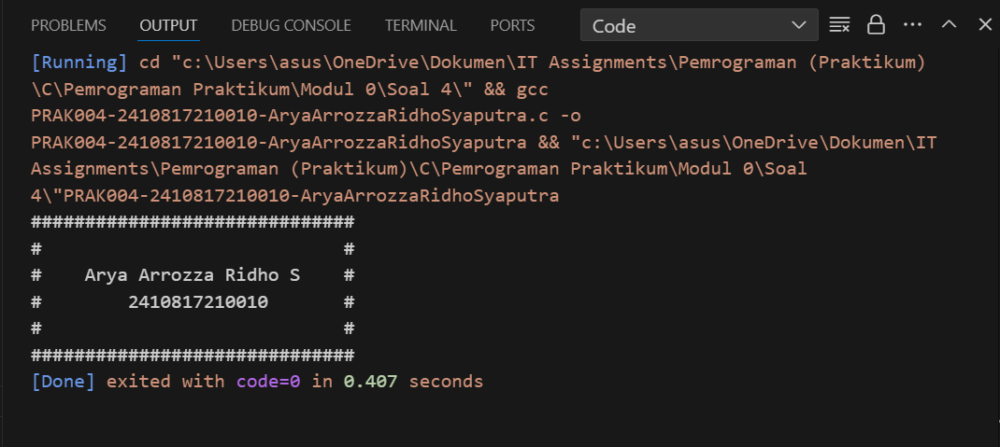 PROBLEMS OUTPUT DEBUG CONSOLE TERMINAL PORTS Code
[Running] cd "c:\Users\asus\OneDrive\Dokumen\IT Assignments\Pemrograman (Praktikum)
\C\Pemrograman Praktikum\Modul 0\Soal 4\" && gcc
PRAK004-2410817210010-AryaArrozzaRidhoSyaputra.c -o
PRAK004-2410817210010-AryaArrozzaRidhoSyaputra && "c:\Users\asus\OneDrive\Dokumen\IT
Assignments\Pemrograman (Praktikum)\C\Pemrograman Praktikum\Modul 0\Soal
4\"PRAK004-2410817210010-AryaArrozzaRidhoSyaputra
##############################
#                            #
#    Arya Arrozza Ridho S    #
#        2410817210010       #
#                            #
##############################
[Done] exited with code=0 in 0.407 seconds